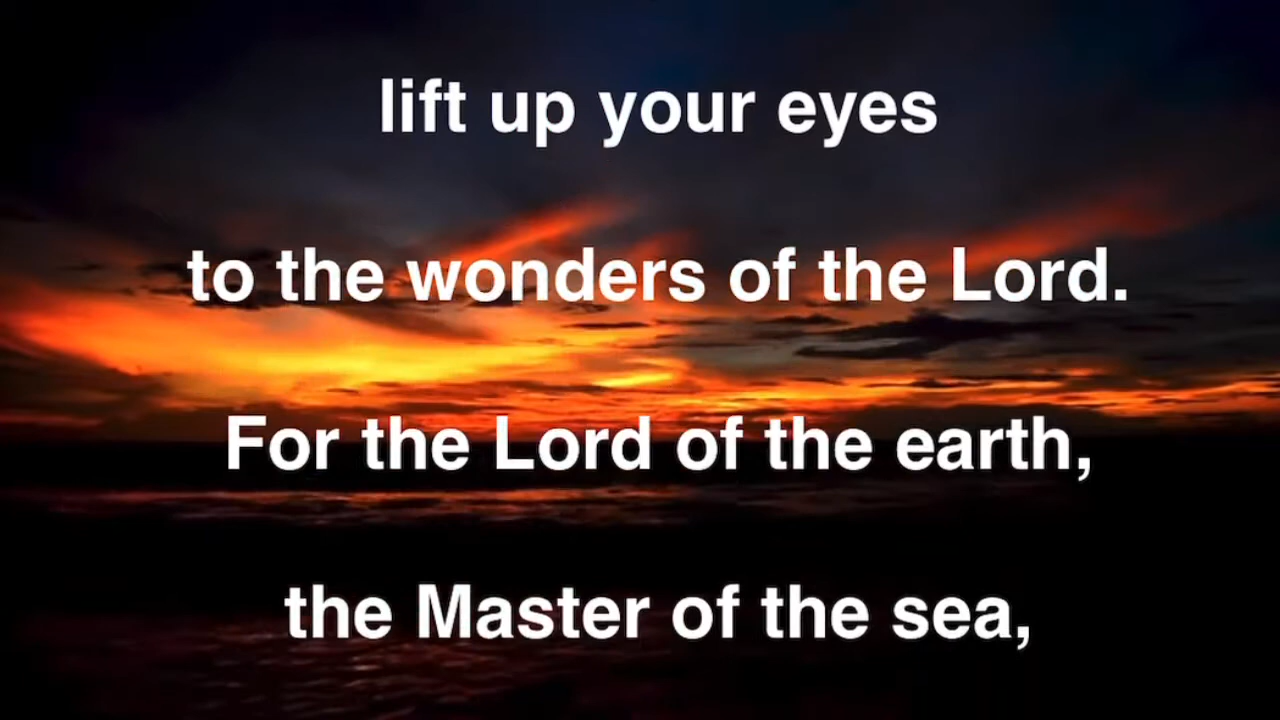 lift up your eyes
to the wonders of the Lord.
For the Lord of the earth,
the Master of the sea,